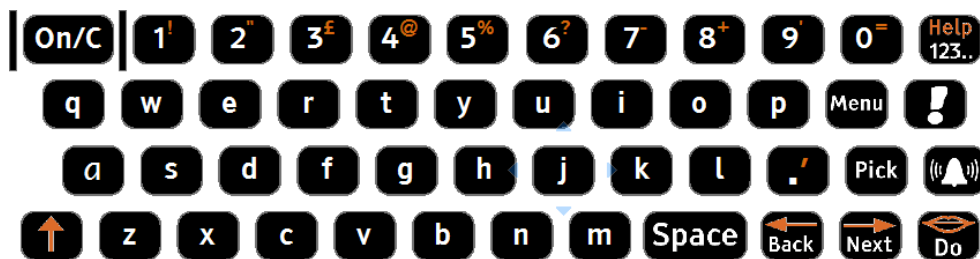 On/C 1! 2" 3£ 4@ 5% 6? 7- 8+ 9' 0= Help 123..
q w e r t y u i o p Menu !
a s d f g h j k l .' Pick
z x c v b n m Space Back Next Do